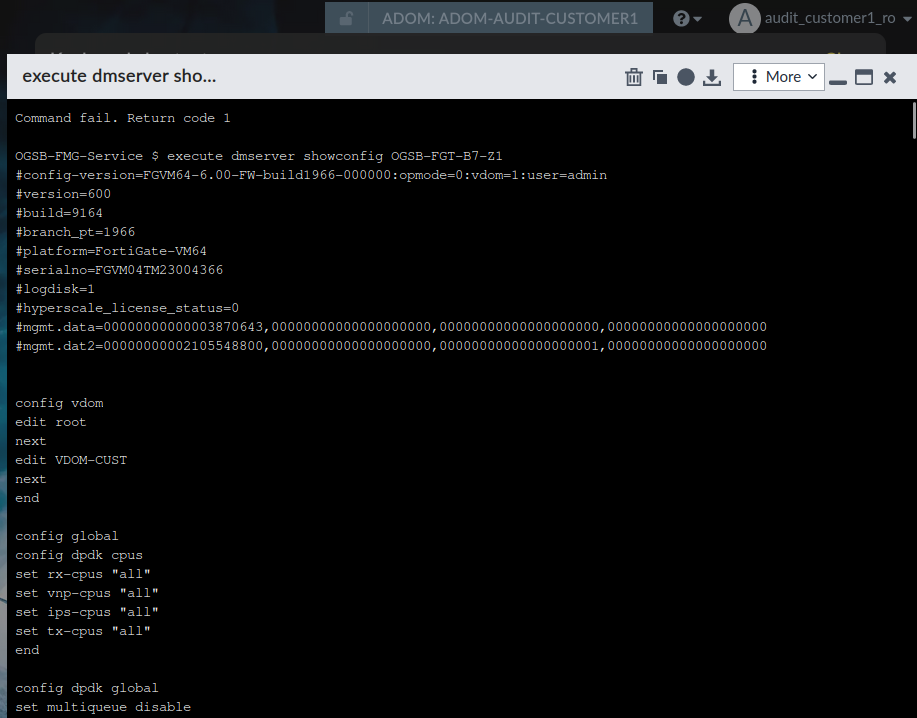 ADOM: ADOM-AUDIT-CUSTOMER1
A audit_customer1_ro
execute dmserver sho...
More
Command fail. Return code 1
OGSB-FMG-Service $ execute dmserver showconfig OGSB-FGT-B7-Z1
#config-version=FGVM64-6.00-FW-build1966-000000:opmode=0:vdom=1:user=admin
#version=600
#build=9164
#branch_pt=1966
#platform=FortiGate-VM64
#serialno=FGVM04TM23004366
#logdisk=1
#hyperscale_license_status=0
#mgmt.data=00000000000003870643,00000000000000000000,00000000000000000000,00000000000000000000
#mgmt.dat2=00000000002105548800,00000000000000000000,00000000000000000001,00000000000000000000
config vdom
edit root
next
edit VDOM-CUST
next
end
config global
config dpdk cpus
set rx-cpus "all"
set vnp-cpus "all"
set ips-cpus "all"
set tx-cpus "all"
end
config dpdk global
set multiqueue disable